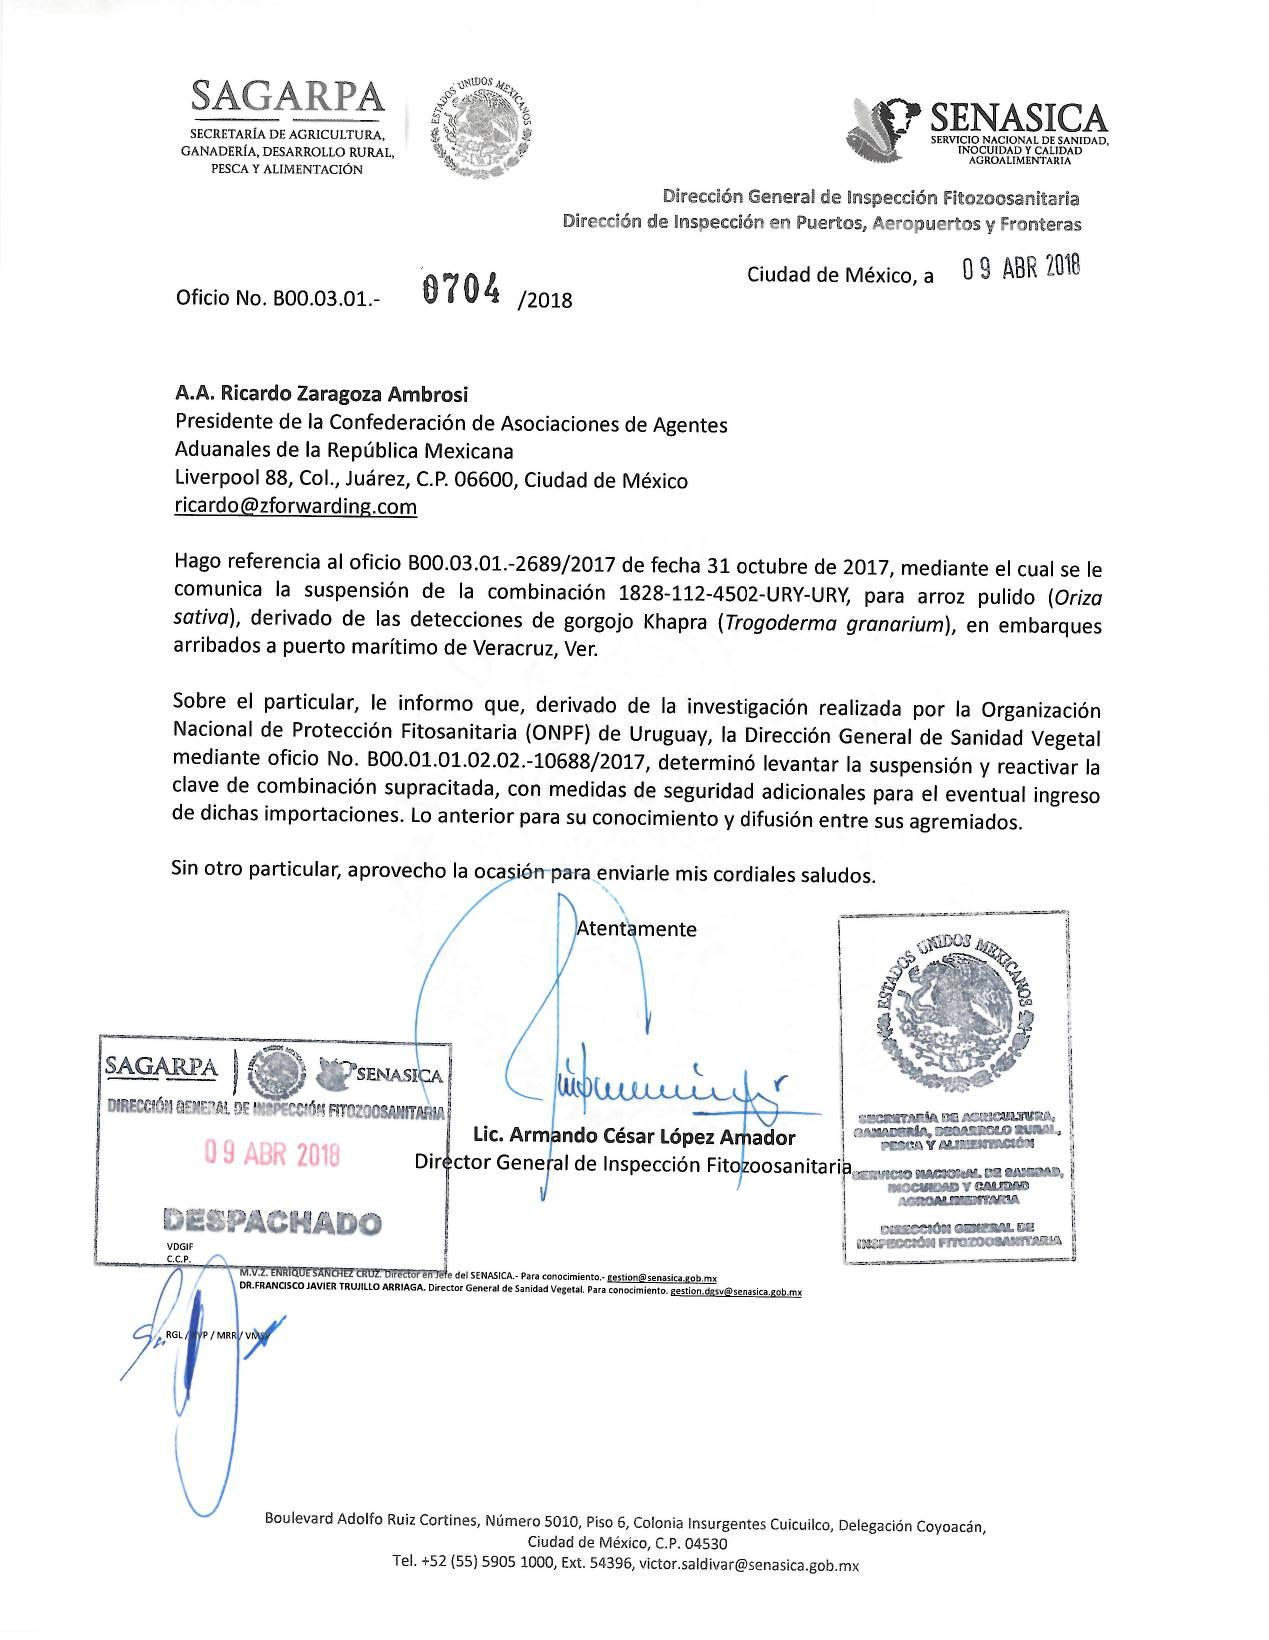 SAGARPA
SECRETARÍA DE AGRICULTURA,
GANADERÍA, DESARROLLO RURAL,
PESCA Y ALIMENTACIÓN
ESTADOS UNIDOS MEXICANOS
SENASICA
SERVICIO NACIONAL DE SANIDAD,
INOCUIDAD Y CALIDAD
AGROALIMENTARIA
Dirección General de Inspección Fitozoosanitaria
Dirección de Inspección en Puertos, Aeropuertos y Fronteras
Ciudad de México, a 09 ABR 2018
Oficio No. B00.03.01.- 0704 /2018
A.A. Ricardo Zaragoza Ambrosi
Presidente de la Confederación de Asociaciones de Agentes
Aduanales de la República Mexicana
Liverpool 88, Col., Juárez, C.P. 06600, Ciudad de México
ricardo@zforwarding.com
Hago referencia al oficio B00.03.01.-2689/2017 de fecha 31 octubre de 2017, mediante el cual se le
comunica la suspensión de la combinación 1828-112-4502-URY-URY, para arroz pulido (Oriza
sativa), derivado de las detecciones de gorgojo Khapra (Trogoderma granarium), en embarques
arribados a puerto marítimo de Veracruz, Ver.
Sobre el particular, le informo que, derivado de la investigación realizada por la Organización
Nacional de Protección Fitosanitaria (ONPF) de Uruguay, la Dirección General de Sanidad Vegetal
mediante oficio No. B00.01.01.02.02.-10688/2017, determinó levantar la suspensión y reactivar la
clave de combinación supracitada, con medidas de seguridad adicionales para el eventual ingreso
de dichas importaciones. Lo anterior para su conocimiento y difusión entre sus agremiados.
Sin otro particular, aprovecho la ocasión para enviarle mis cordiales saludos.
Atentamente
Lic. Armando César López Amador
Director General de Inspección Fitozoosanitaria
ESTADOS UNIDOS MEXICANOS
SECRETARÍA DE AGRICULTURA,
GANADERÍA, DESARROLLO RURAL,
PESCA Y ALIMENTACIÓN
SERVICIO NACIONAL DE SANIDAD,
INOCUIDAD Y CALIDAD
AGROALIMENTARIA
DIRECCIÓN GENERAL DE
INSPECCIÓN FITOZOOSANITARIA
SAGARPA SENASICA
DIRECCIÓN GENERAL DE INSPECCIÓN FITOZOOSANITARIA
09 ABR 2018
DESPACHADO
VDGIF
C.C.P.
M.V.Z. ENRIQUE SANCHEZ CRUZ. Director en Jefe del SENASICA.- Para conocimiento.- gestion@senasica.gob.mx
DR.FRANCISCO JAVIER TRUJILLO ARRIAGA. Director General de Sanidad Vegetal. Para conocimiento. gestion.dgsv@senasica.gob.mx
RGL / P / MRR / 
Boulevard Adolfo Ruiz Cortines, Número 5010, Piso 6, Colonia Insurgentes Cuicuilco, Delegación Coyoacán,
Ciudad de México, C.P. 04530
Tel. +52 (55) 5905 1000, Ext. 54396, victor.saldivar@senasica.gob.mx